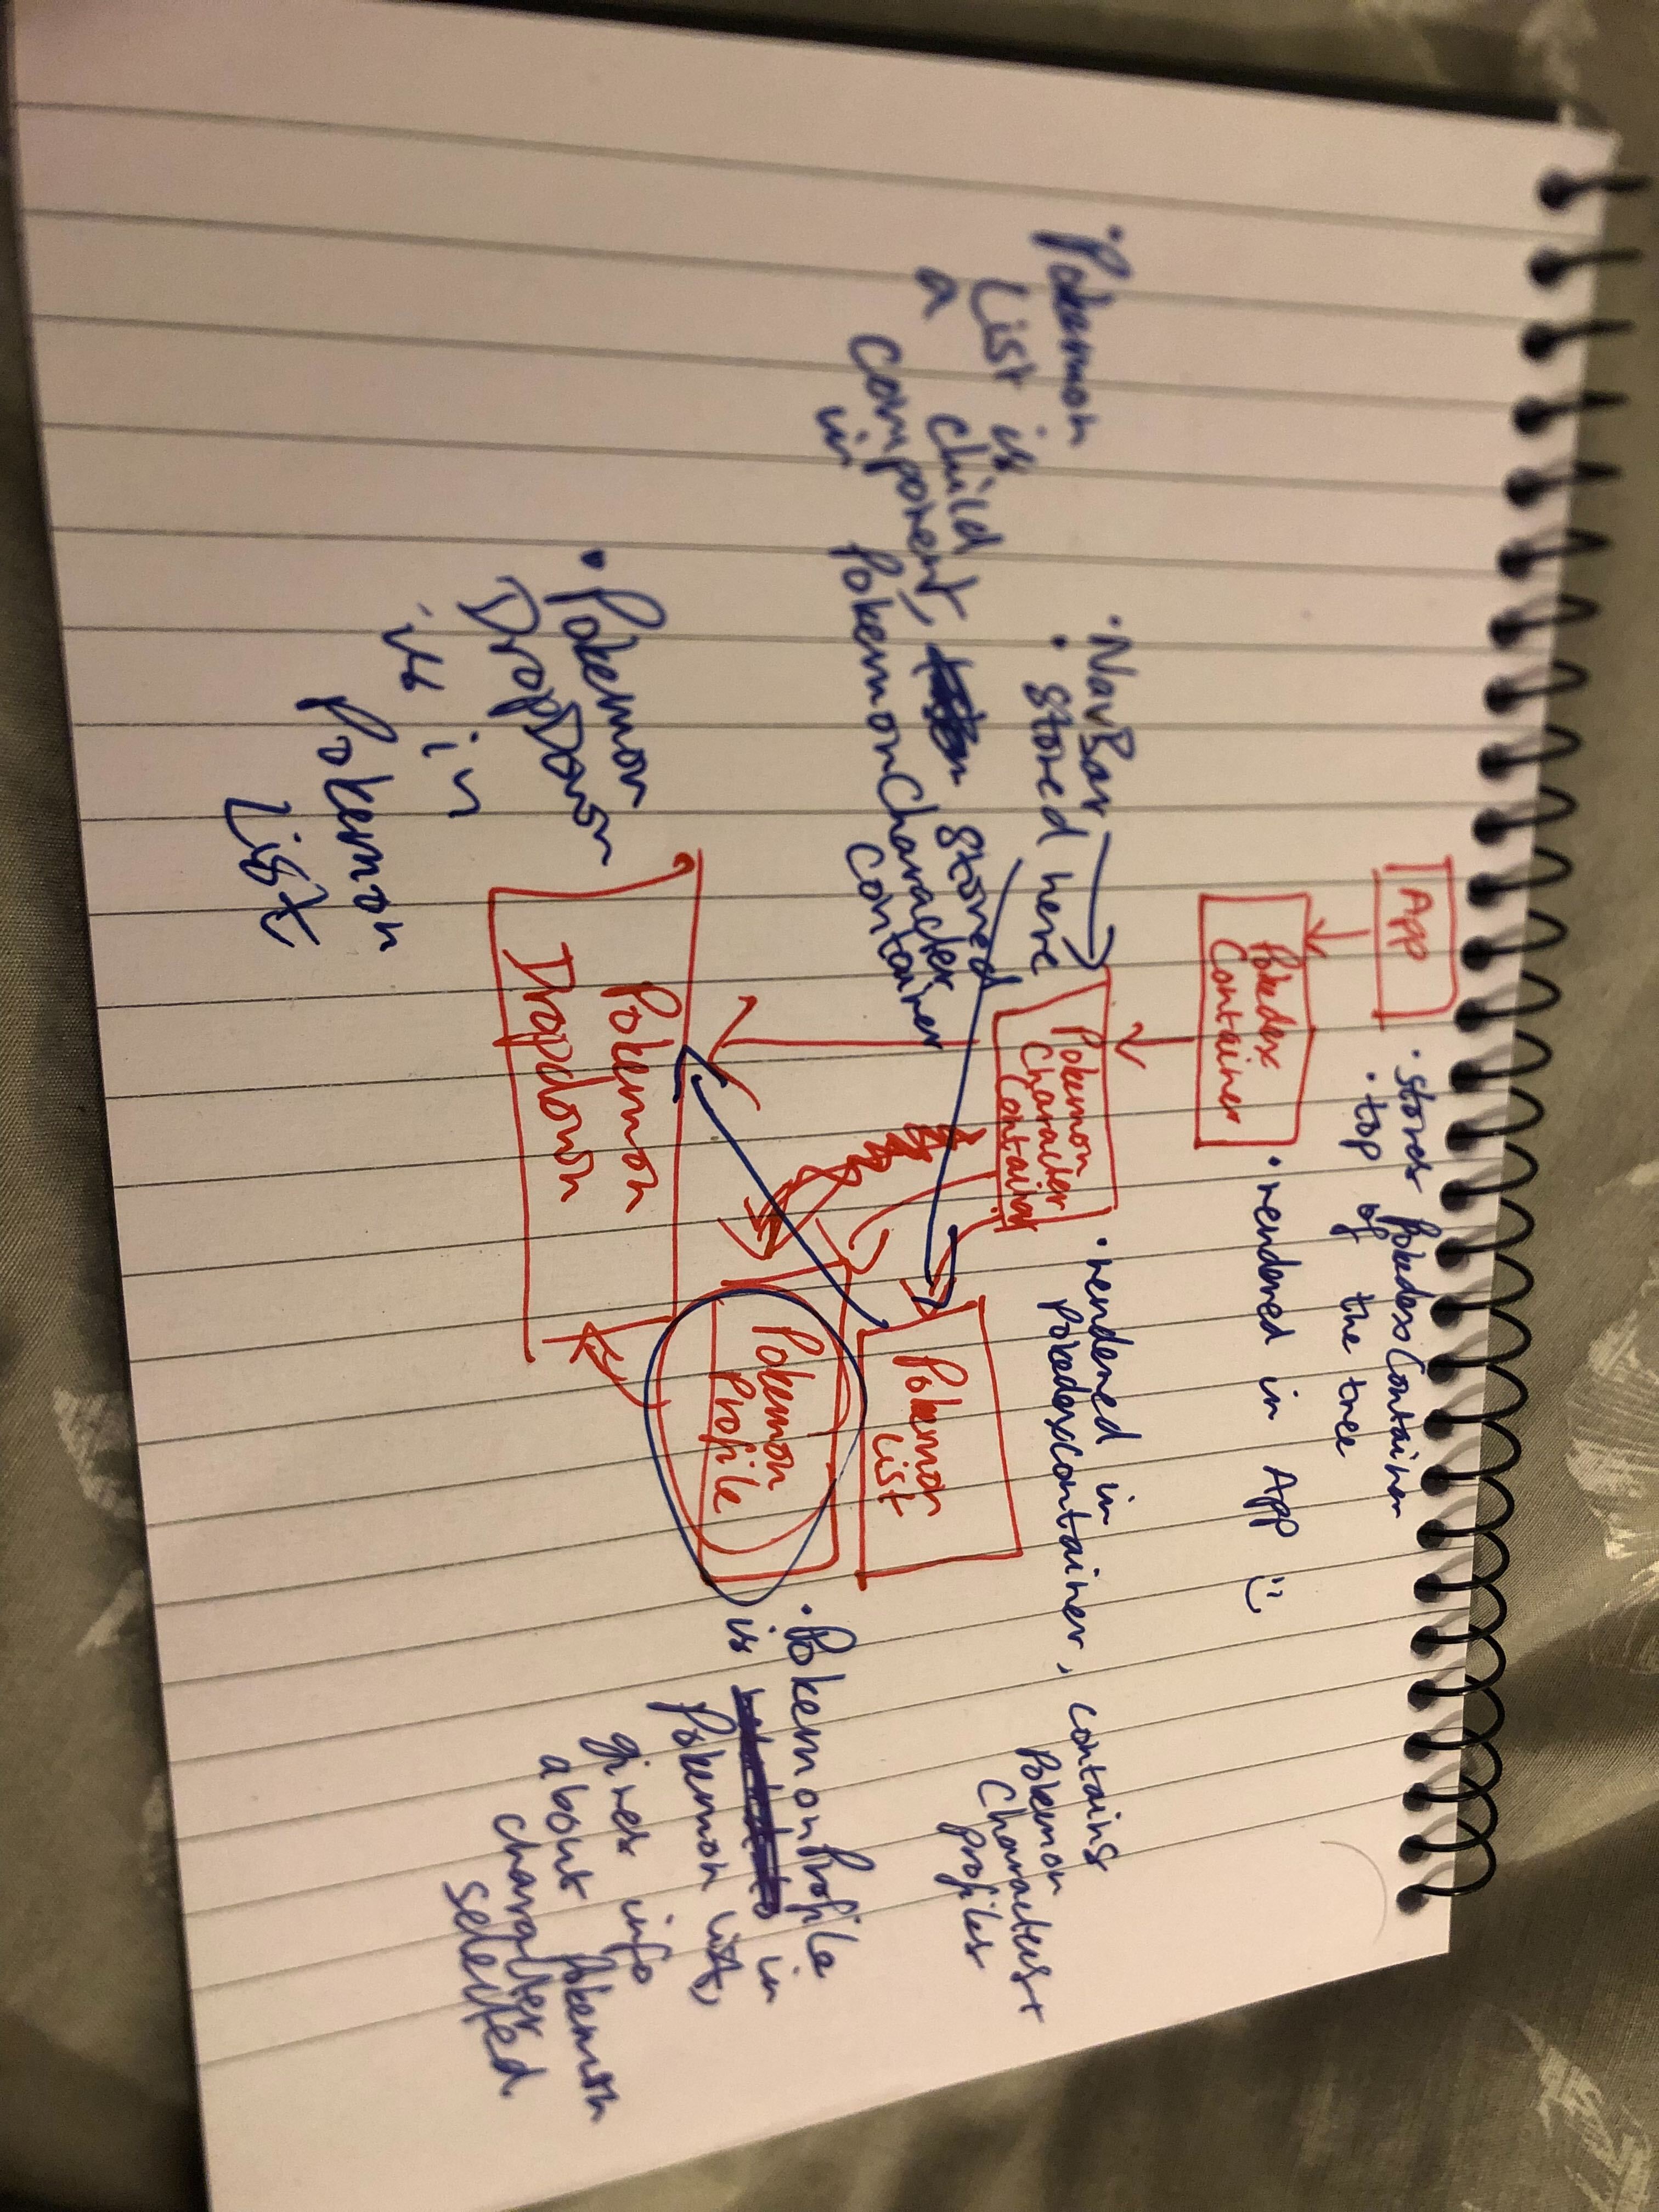 App
· stores PokedexContainer
· top of the tree
Pokedex
Container
· rendered in App :)
· NavBar
· stored here
Pokemon
Character
Container
· rendered in
Pokedexcontainer, contains
Pokemon
Characters +
profiles
· Pokemon
List is
a child
component, stored
in PokemonCharacter
Container
Pokemon
List
Pokemon
Profile
· PokemonProfile
is in
Pokemon List,
gives info
about Pokemon
character
selected
Pokemon
Dropdown
· Pokemon
DropDown
is in
Pokemon
List